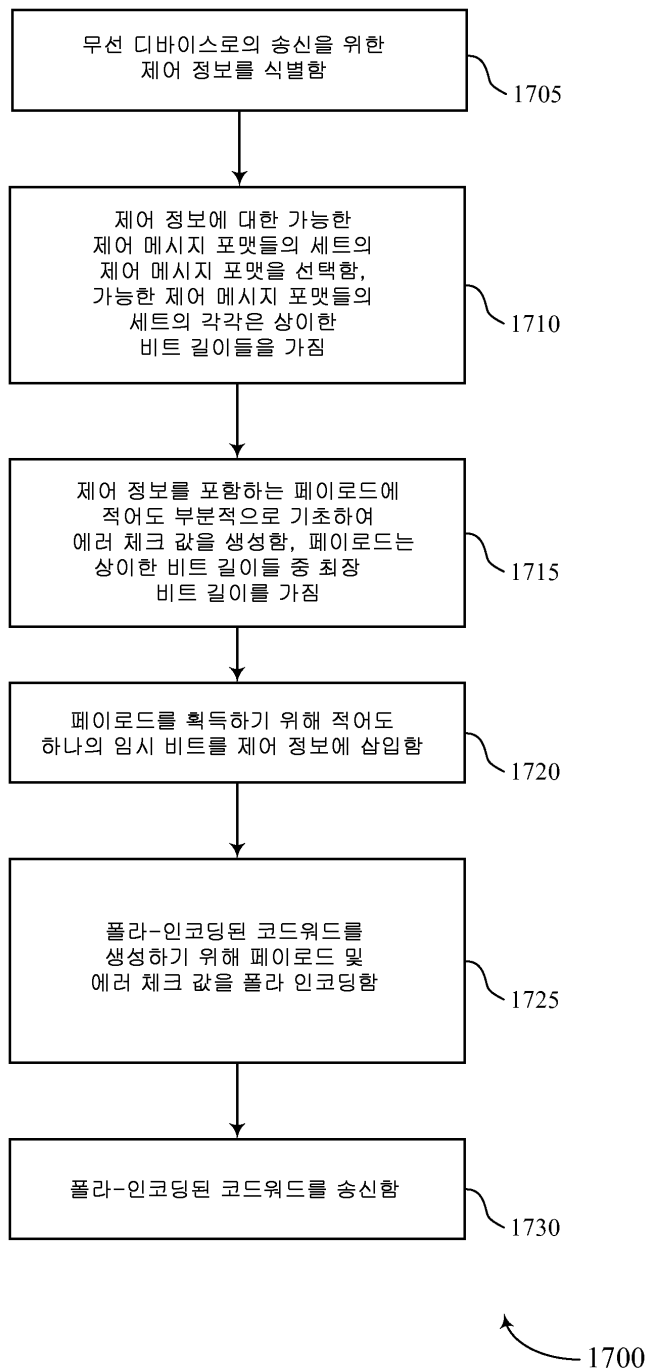 무선 디바이스로의 송신을 위한
제어 정보를 식별함
1705
제어 정보에 대한 가능한
제어 메시지 포맷들의 세트의
제어 메시지 포맷을 선택함,
가능한 제어 메시지 포맷들의
세트의 각각은 상이한
비트 길이들을 가짐
1710
제어 정보를 포함하는 페이로드에
적어도 부분적으로 기초하여
에러 체크 값을 생성함, 페이로드는
상이한 비트 길이들 중 최장
비트 길이를 가짐
1715
페이로드를 획득하기 위해 적어도
하나의 임시 비트를 제어 정보에 삽입함
1720
폴라-인코딩된 코드워드를
생성하기 위해 페이로드 및
에러 체크 값을 폴라 인코딩함
1725
폴라-인코딩된 코드워드를 송신함
1730
1700